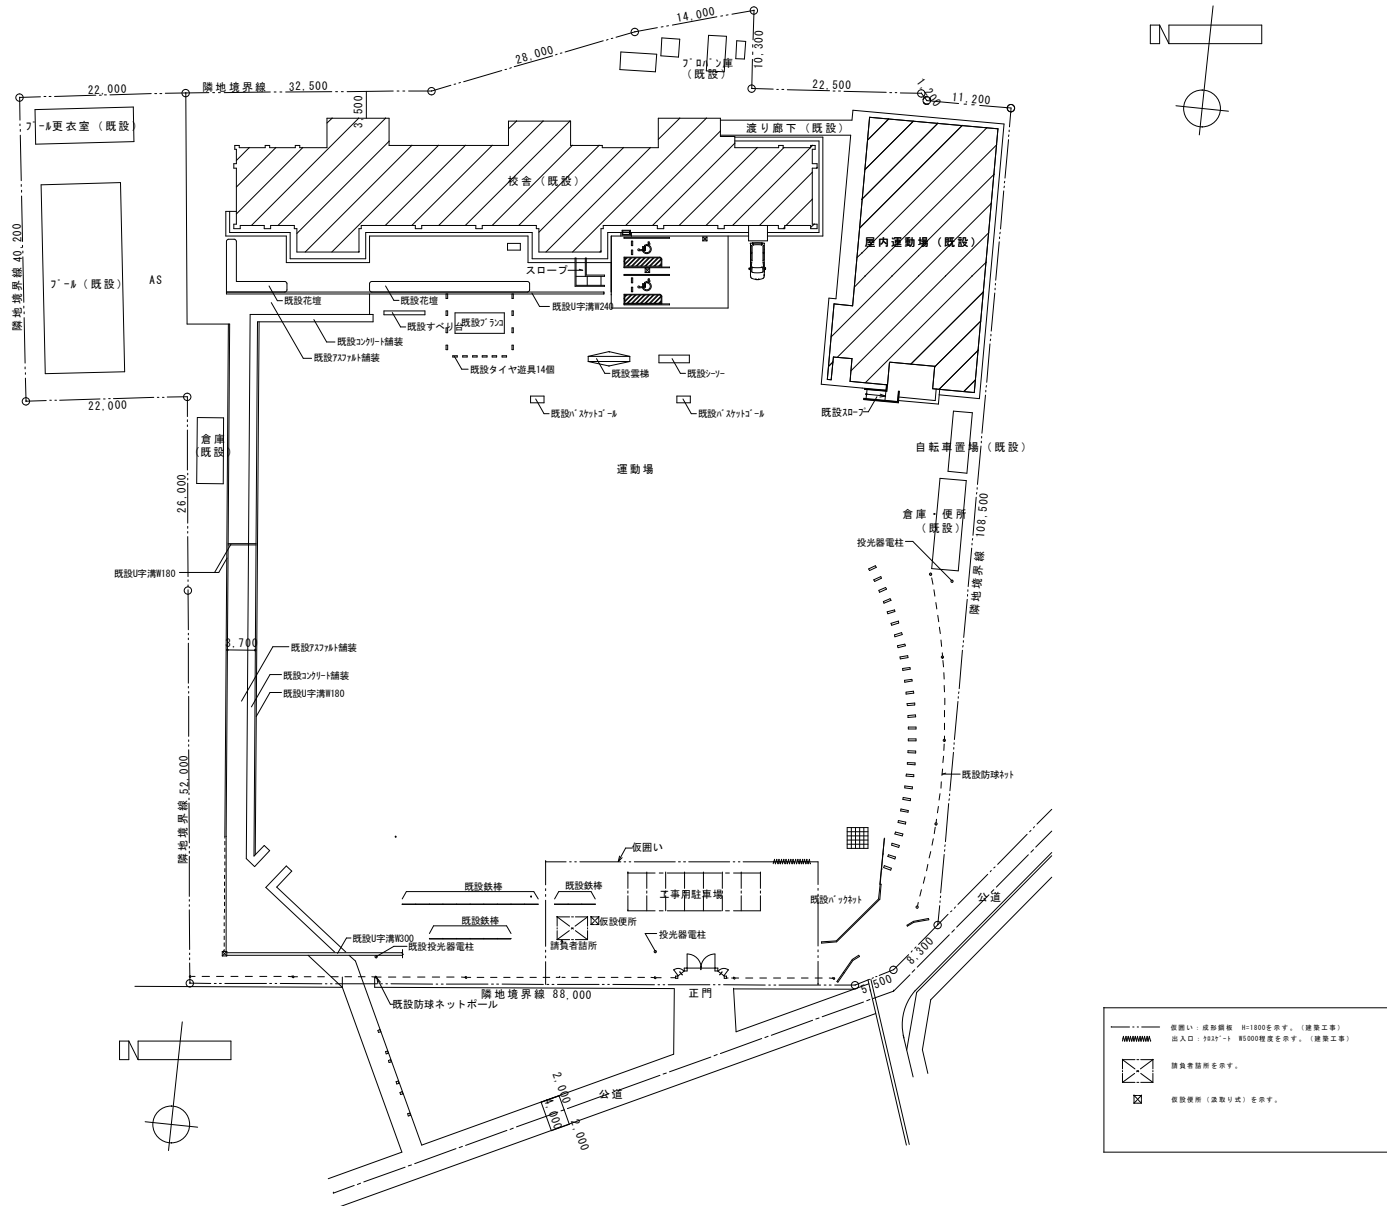 14,000
28,000
10,300
ﾌﾟﾛﾊﾟﾝ庫
(既設)
22,000
隣地境界線 32,500
3,500
22,500
1,200
11,200
ﾌﾟｰﾙ更衣室(既設)
渡り廊下(既設)
校舎(既設)
屋内運動場(既設)
隣地境界線 40,200
ﾌﾟｰﾙ(既設)
AS
スロープ
既設花壇
既設花壇
既設U字溝W240
既設すべり台
既設ﾌﾞﾗﾝｺ
既設ｺﾝｸﾘｰﾄ舗装
既設ｱｽﾌｧﾙﾄ舗装
既設タイヤ遊具14個
既設雲梯
既設ｼｰｿｰ
22,000
既設ﾊﾞｽｹｯﾄｺﾞｰﾙ
既設ﾊﾞｽｹｯﾄｺﾞｰﾙ
既設ｽﾛｰﾌﾟ
倉庫
(既設)
自転車置場(既設)
運動場
26,000
倉庫・便所
(既設)
隣地境界線 108,500
投光器電柱
既設U字溝W180
3,700
既設ｱｽﾌｧﾙﾄ舗装
既設ｺﾝｸﾘｰﾄ舗装
既設U字溝W180
隣地境界線 52,000
既設防球ﾈｯﾄ
仮囲い
既設鉄棒
既設鉄棒
工事用駐車場
既設ﾊﾞｯｸﾈｯﾄ
公道
既設鉄棒
仮設便所
請負者詰所
投光器電柱
既設U字溝W300
既設投光器電柱
8,300
5,500
隣地境界線 88,000
正門
既設防球ネットポール
N
N
2,000
4,000
2,000
公道
仮囲い:成形鋼板 H=1800を示す。(建築工事)
出入口:ｸﾛｽｹﾞｰﾄ W5000程度を示す。(建築工事)
請負者詰所を示す。
仮設便所(汲取り式)を示す。